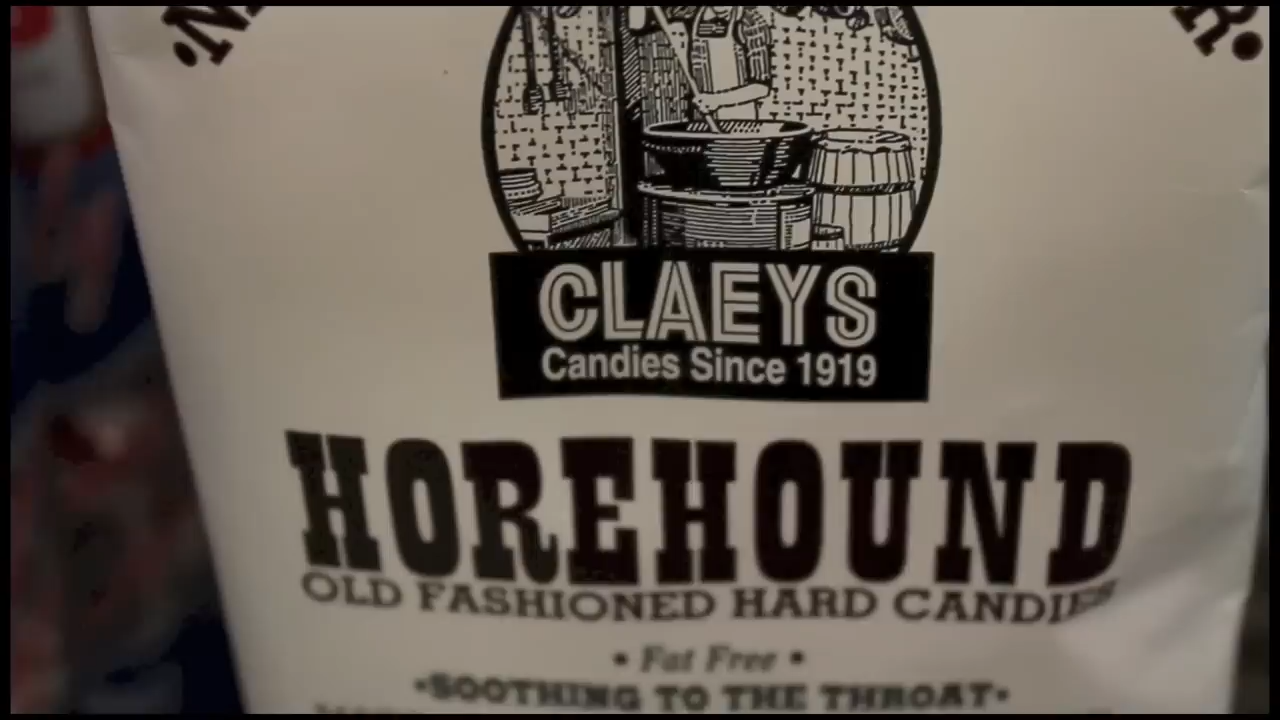 CLAEYS
Candies Since 1919
HOREHOUND
OLD FASHIONED HARD CANDIES
• Fat Free •
•SOOTHING TO THE THROAT•